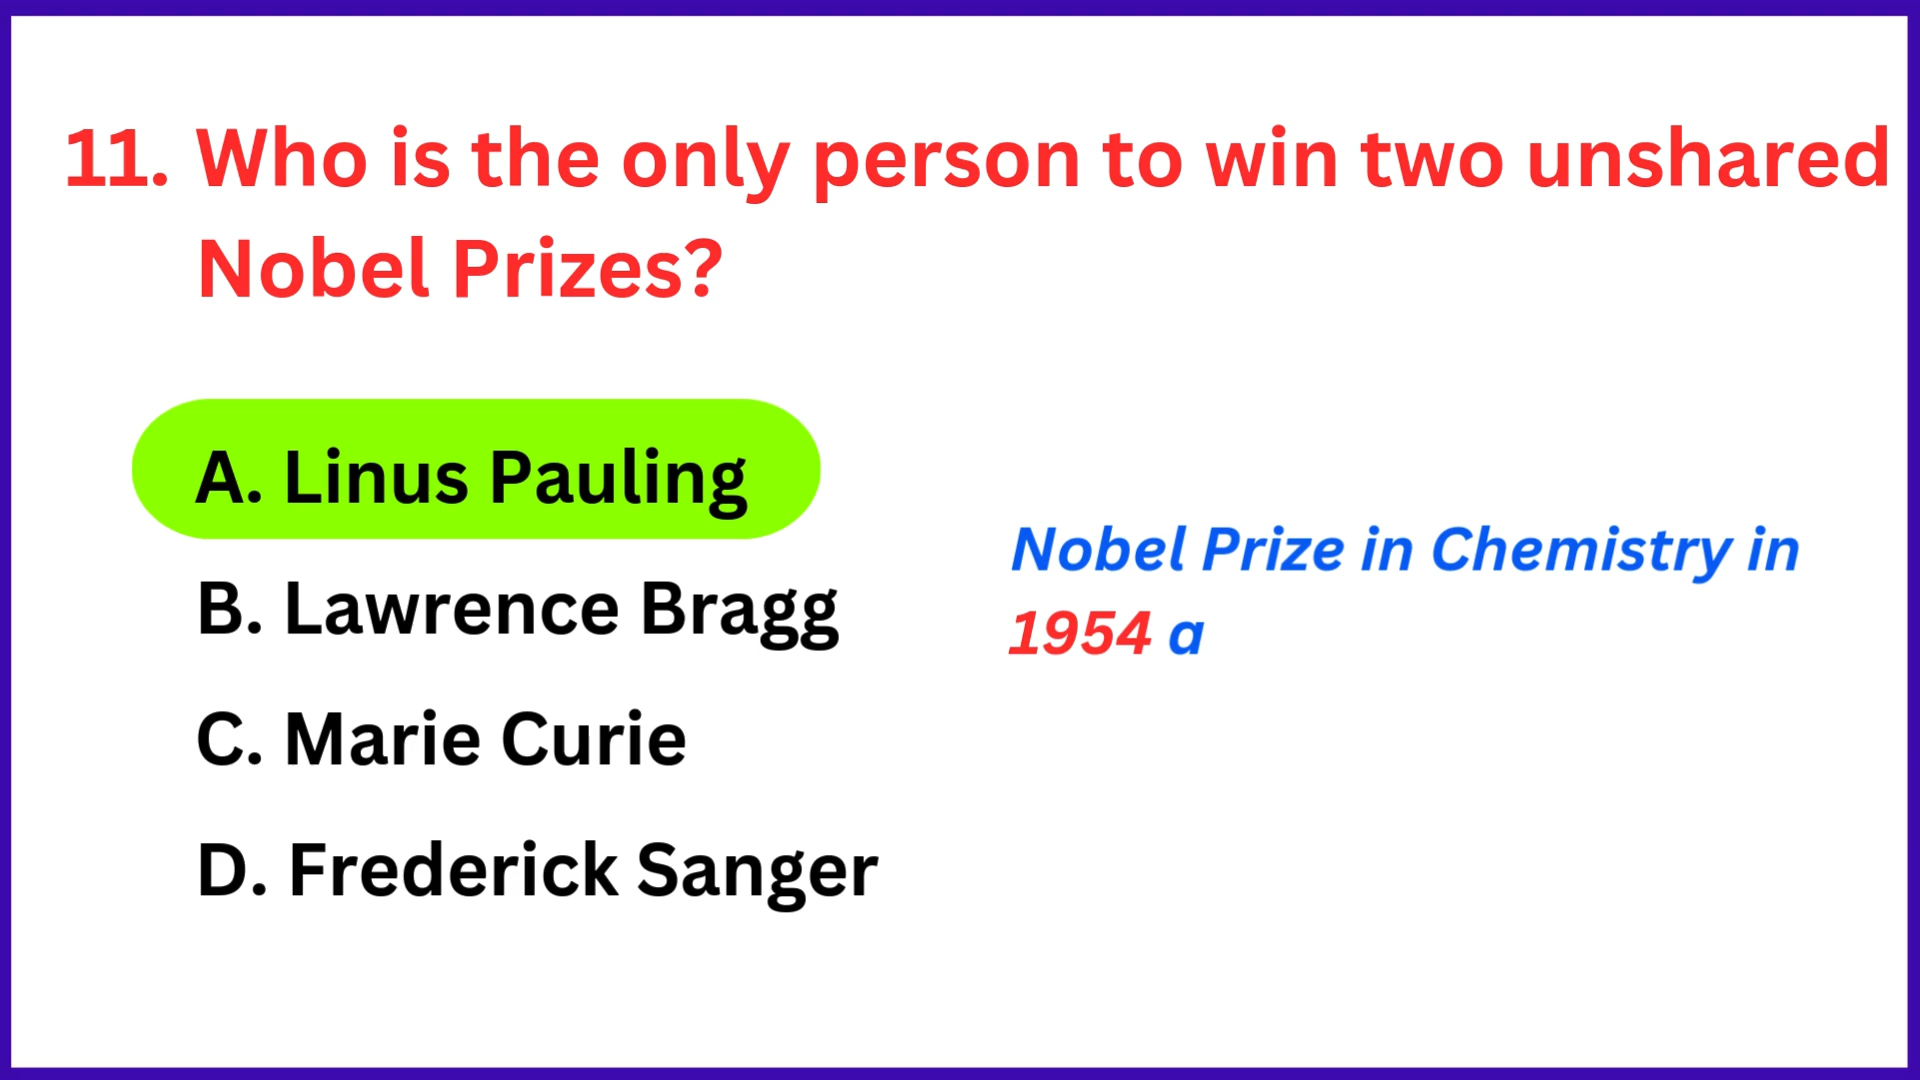 11. Who is the only person to win two unshared
Nobel Prizes?
A. Linus Pauling
B. Lawrence Bragg
C. Marie Curie
D. Frederick Sanger
Nobel Prize in Chemistry in
1954 a